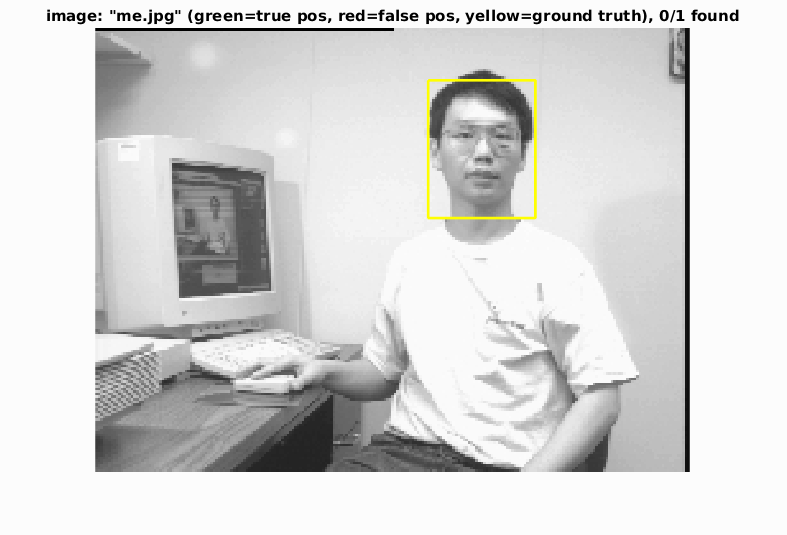 image: "me.jpg" (green=true pos, red=false pos, yellow=ground truth), 0/1 found